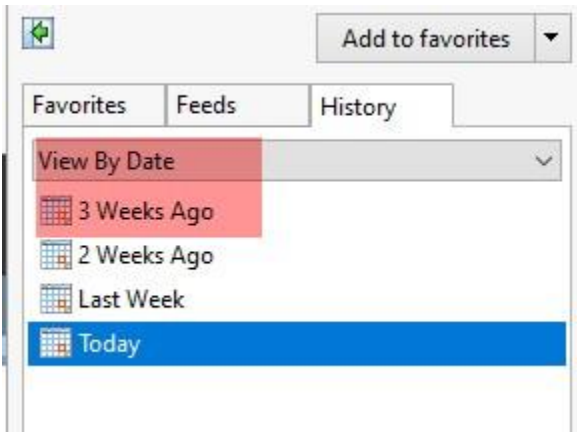 Add to favorites
Favorites Feeds History
View By Date
3 Weeks Ago
2 Weeks Ago
Last Week
Today